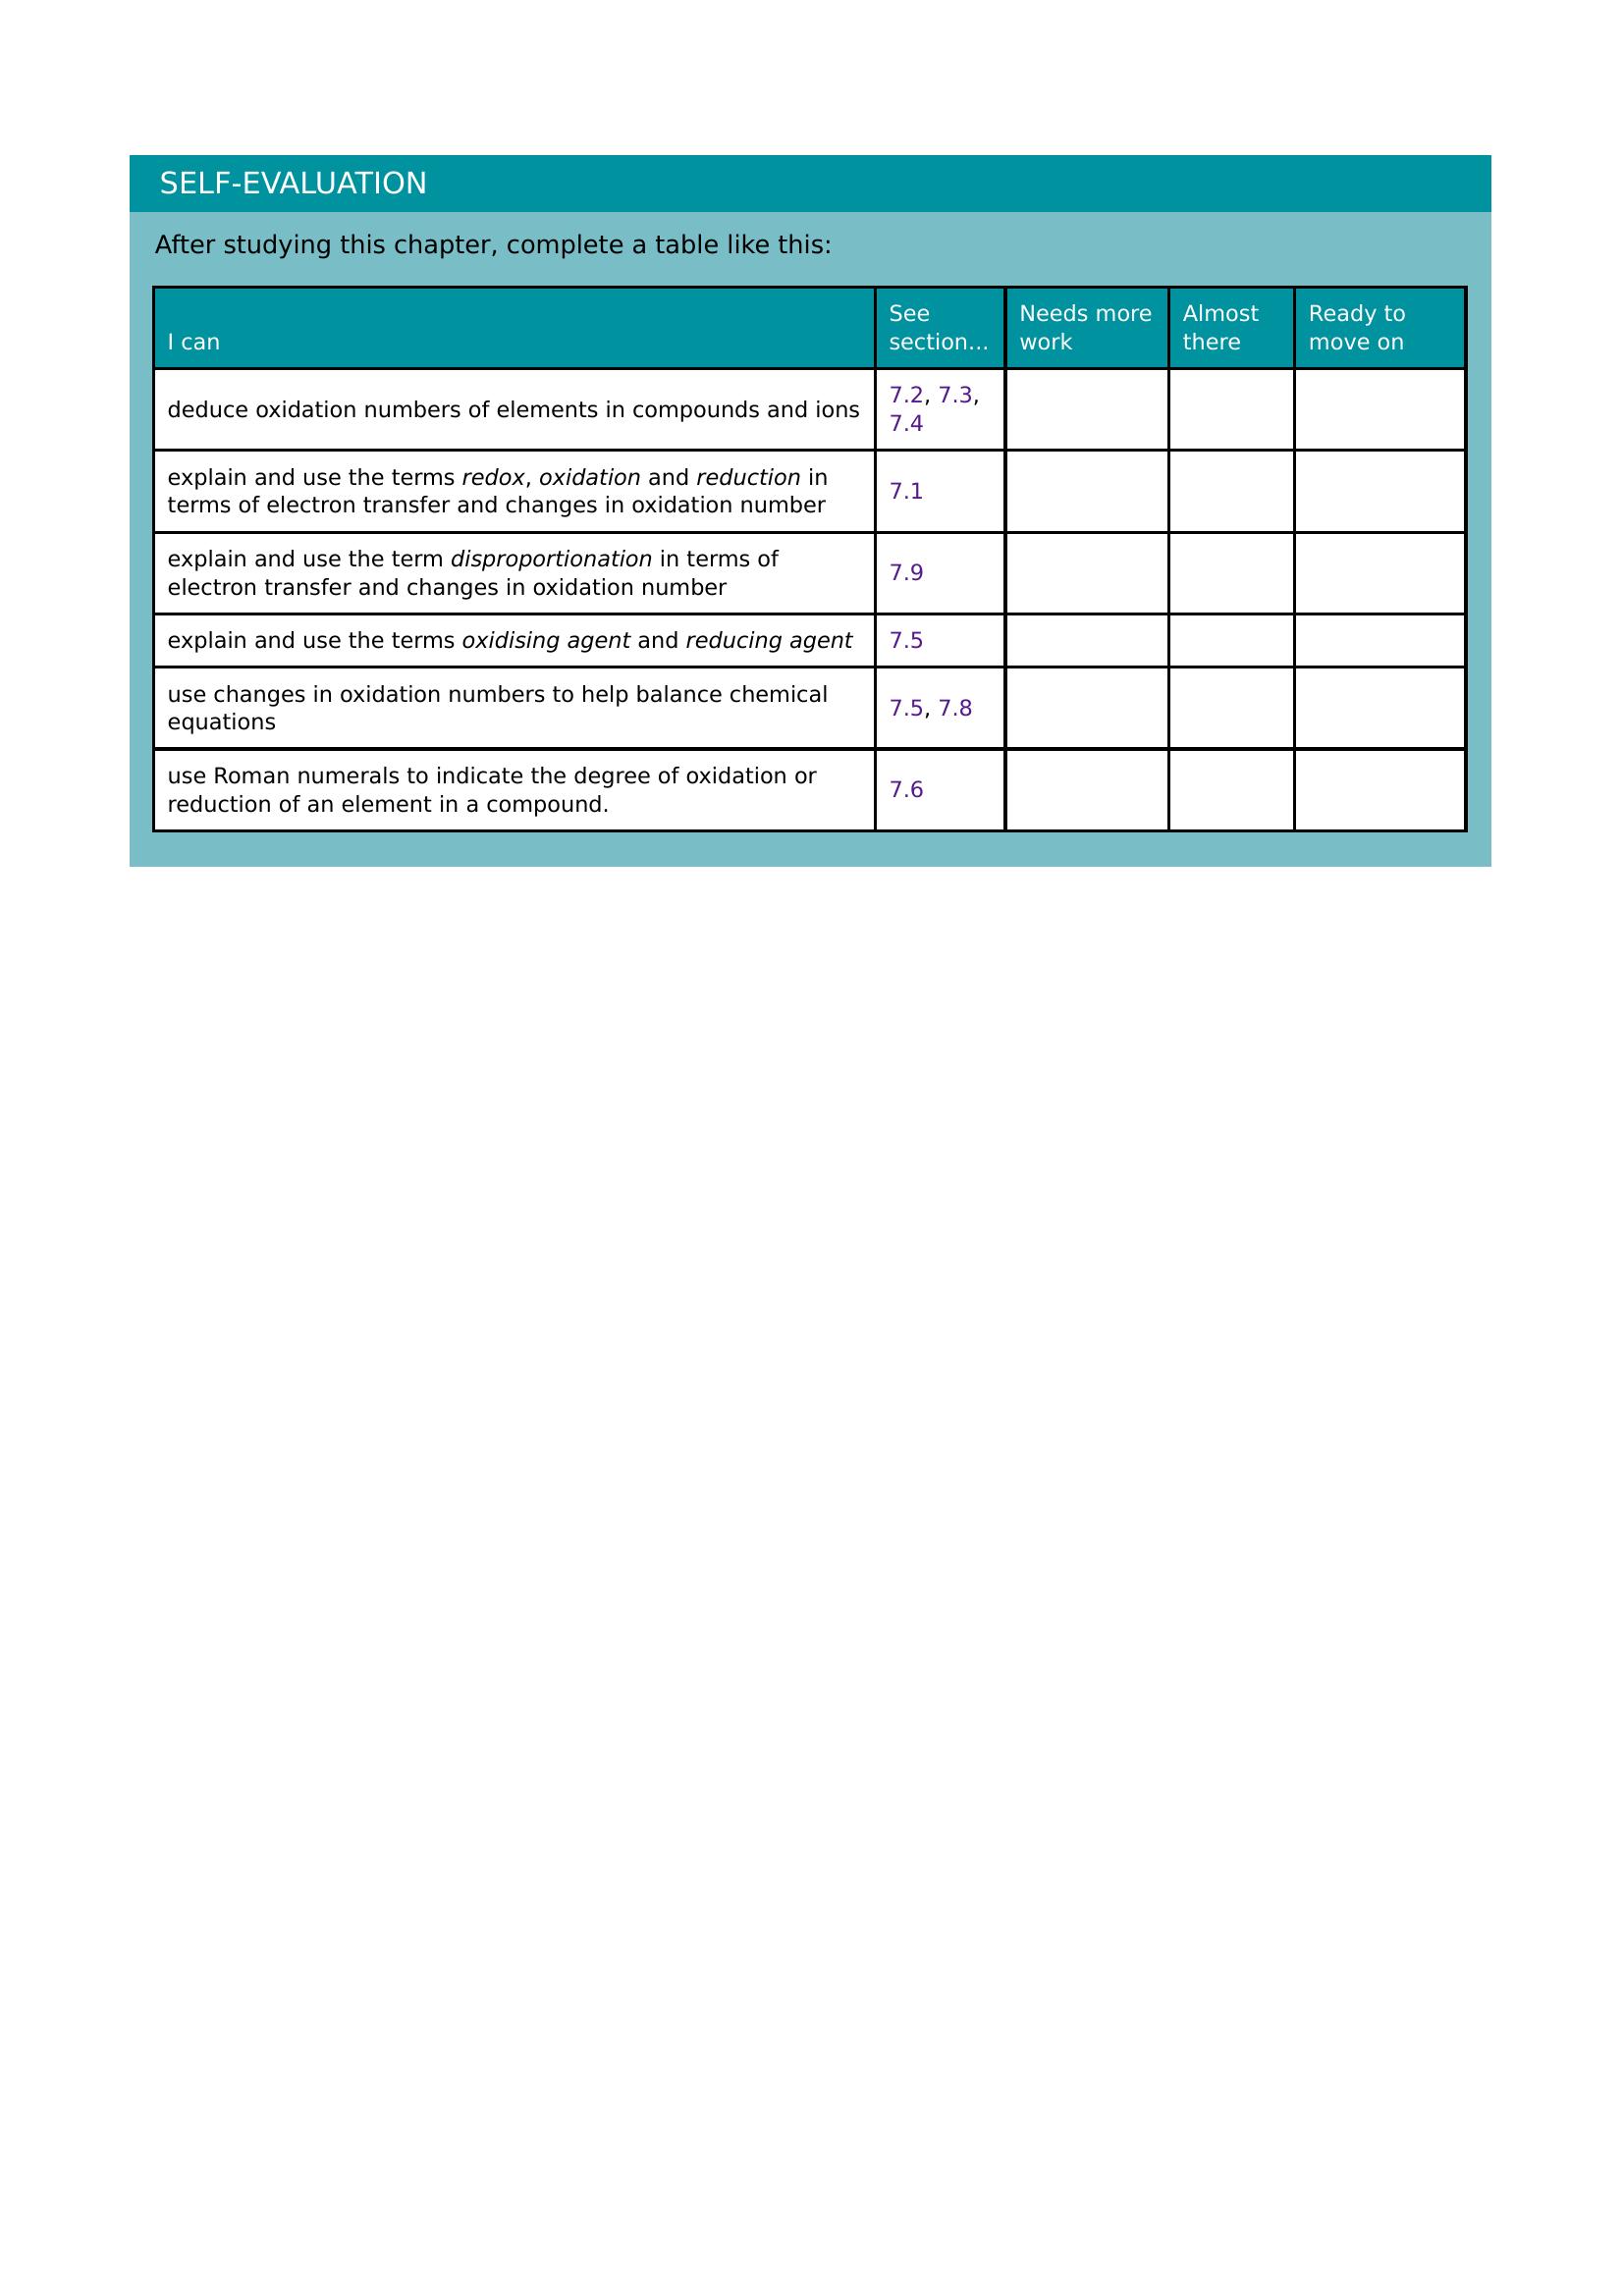 SELF-EVALUATION
After studying this chapter, complete a table like this:
I can
See
section...
Needs more
work
Almost
there
Ready to
move on
deduce oxidation numbers of elements in compounds and ions
7.2, 7.3,
7.4
explain and use the terms redox, oxidation and reduction in
terms of electron transfer and changes in oxidation number
7.1
explain and use the term disproportionation in terms of
electron transfer and changes in oxidation number
7.9
explain and use the terms oxidising agent and reducing agent
7.5
use changes in oxidation numbers to help balance chemical
equations
7.5, 7.8
use Roman numerals to indicate the degree of oxidation or
reduction of an element in a compound.
7.6